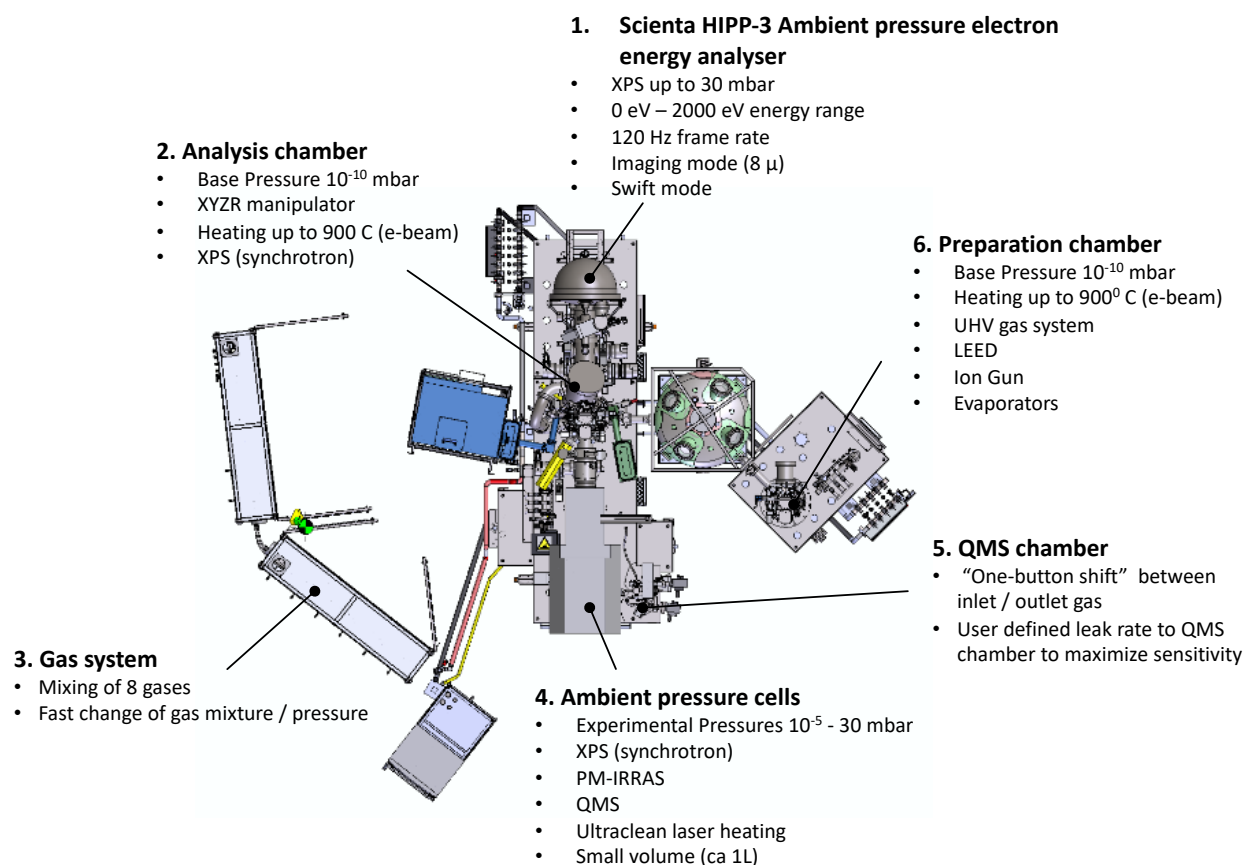 1. Scienta HIPP-3 Ambient pressure electron
energy analyser
• XPS up to 30 mbar
• 0 eV – 2000 eV energy range
• 120 Hz frame rate
• Imaging mode (8 μ)
• Swift mode
2. Analysis chamber
• Base Pressure 10⁻¹⁰ mbar
• XYZR manipulator
• Heating up to 900 C (e-beam)
• XPS (synchrotron)
6. Preparation chamber
• Base Pressure 10⁻¹⁰ mbar
• Heating up to 900⁰ C (e-beam)
• UHV gas system
• LEED
• Ion Gun
• Evaporators
5. QMS chamber
• “One-button shift” between
inlet / outlet gas
• User defined leak rate to QMS
chamber to maximize sensitivity
3. Gas system
• Mixing of 8 gases
• Fast change of gas mixture / pressure
4. Ambient pressure cells
• Experimental Pressures 10⁻⁵ - 30 mbar
• XPS (synchrotron)
• PM-IRRAS
• QMS
• Ultraclean laser heating
• Small volume (ca 1L)